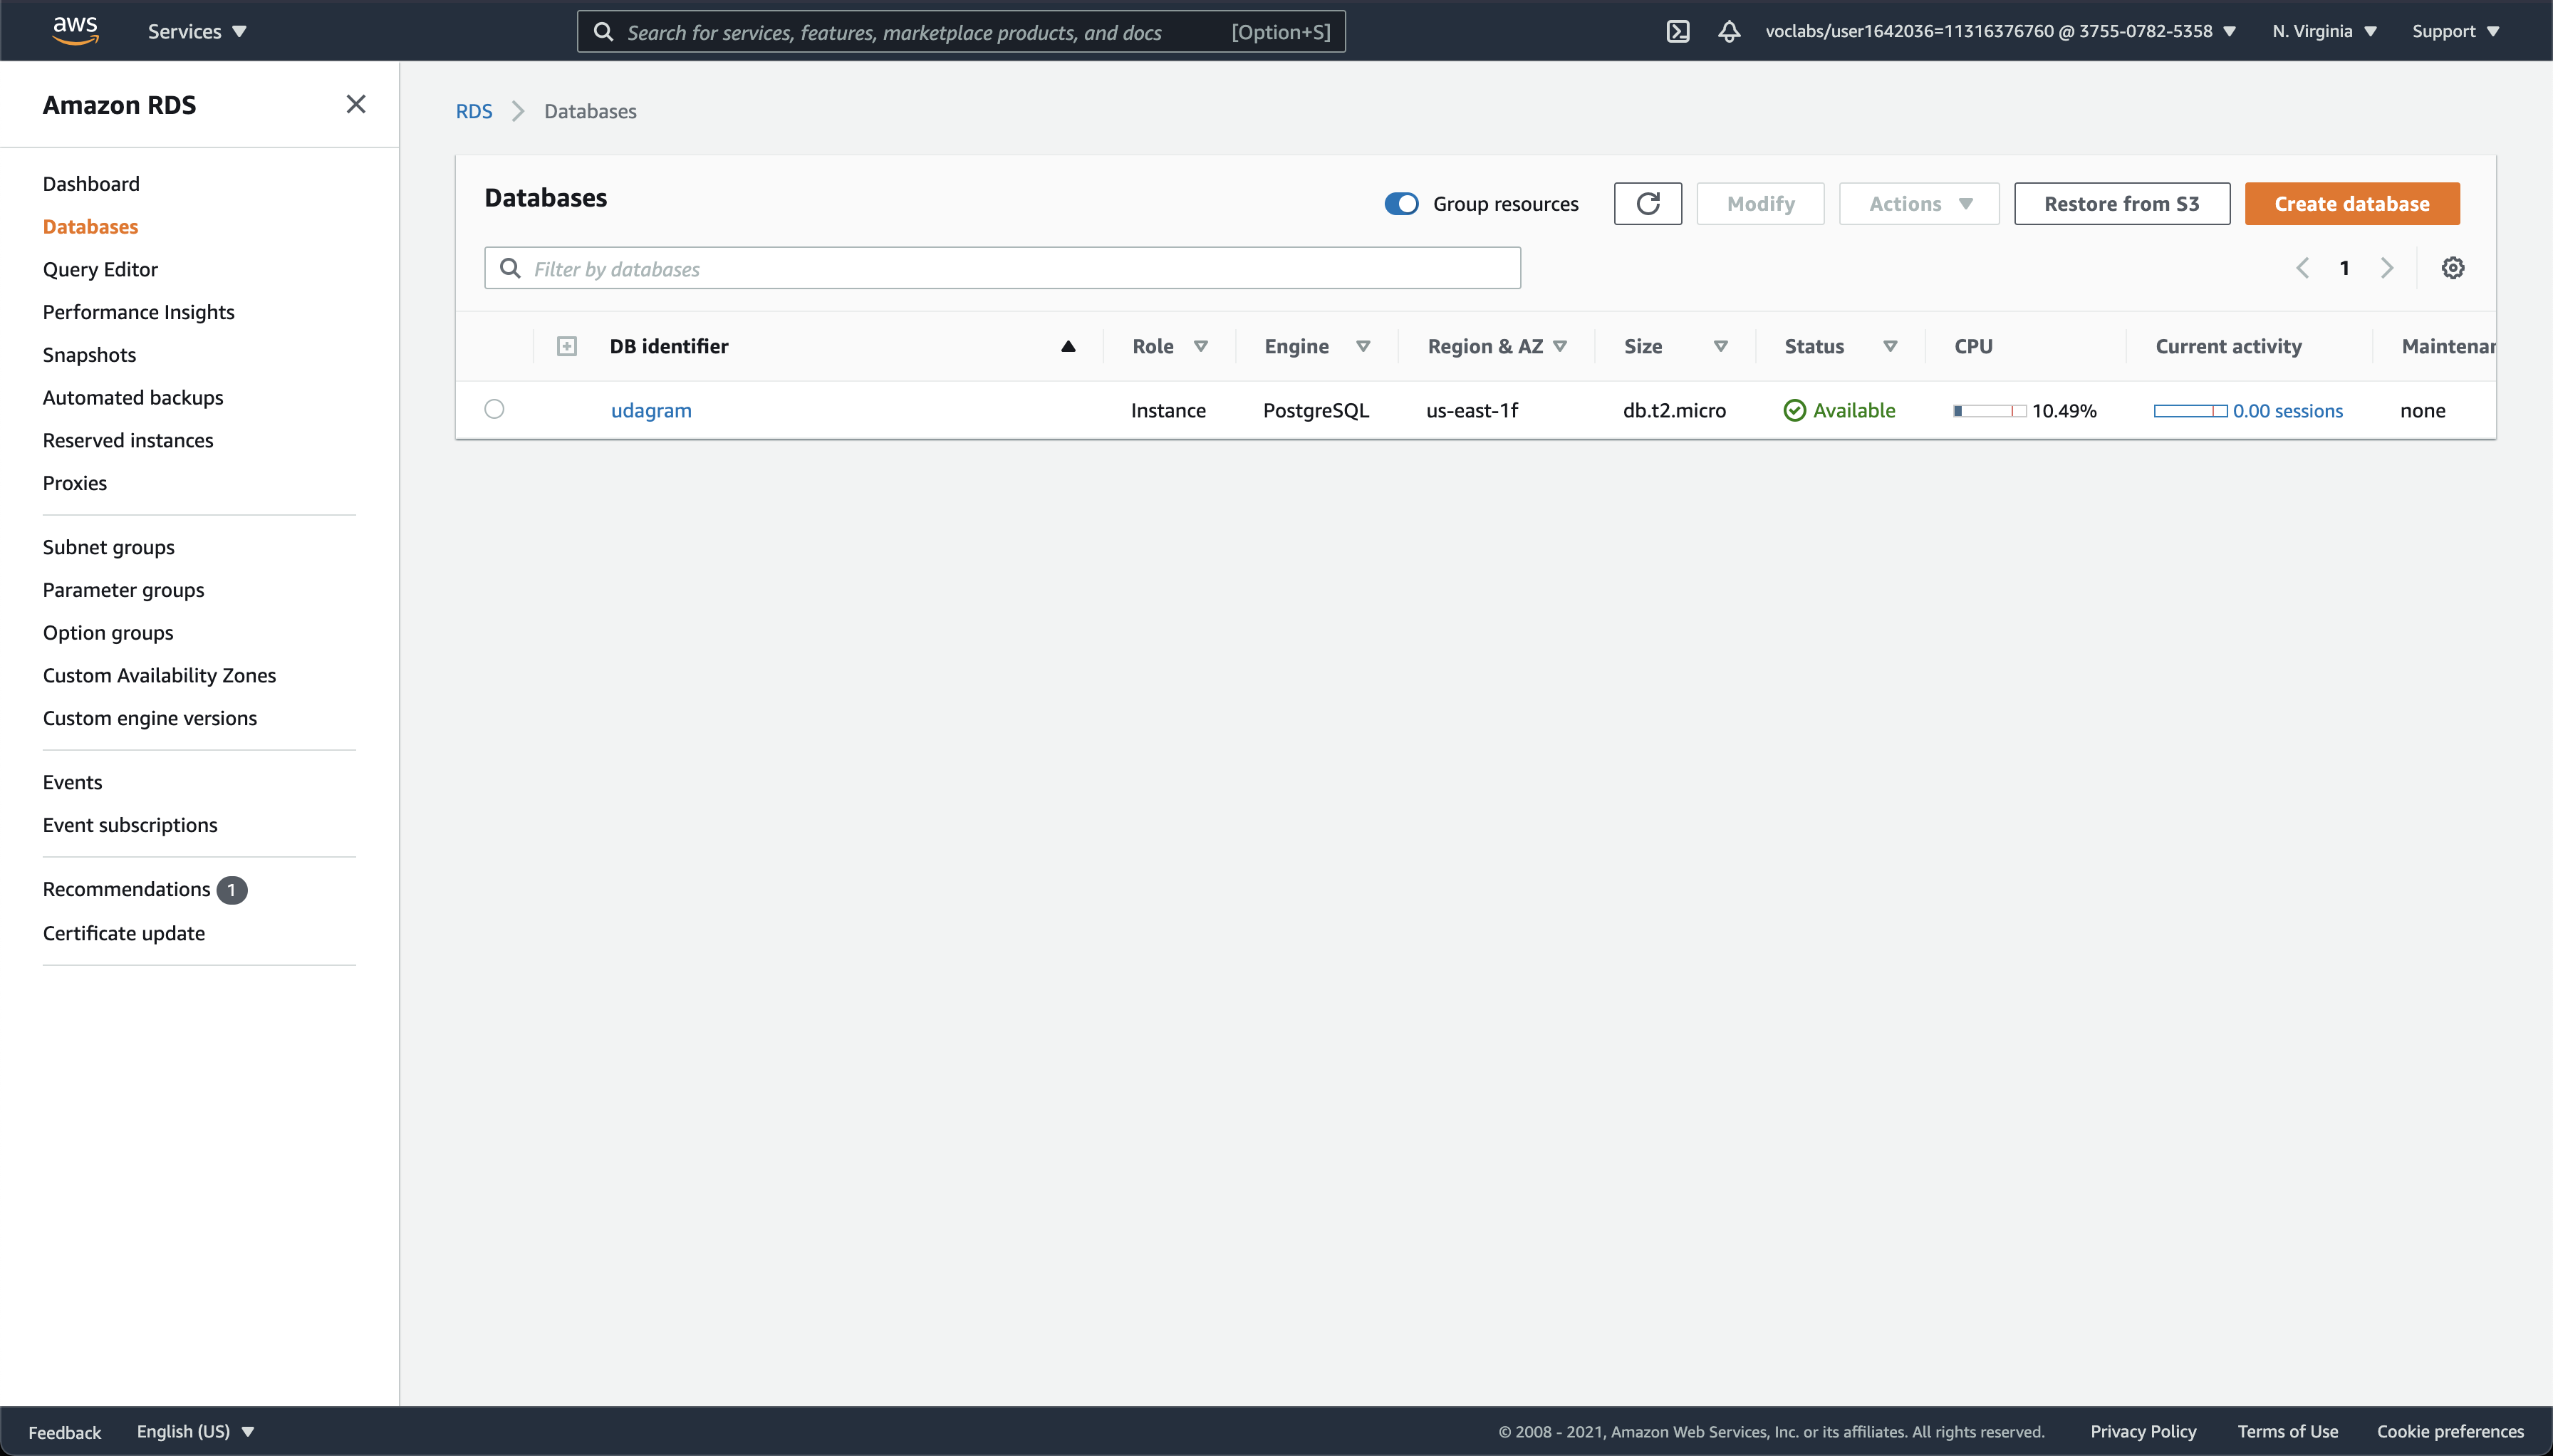 aws
Services
Search for services, features, marketplace products, and docs [Option+S]
voclabs/user1642036=11316376760 @ 3755-0782-5358
N. Virginia
Support
Amazon RDS
Dashboard
Databases
Query Editor
Performance Insights
Snapshots
Automated backups
Reserved instances
Proxies
Subnet groups
Parameter groups
Option groups
Custom Availability Zones
Custom engine versions
Events
Event subscriptions
Recommendations 1
Certificate update
RDS Databases
Databases
Group resources
Modify
Actions
Restore from S3
Create database
Filter by databases
1
DB identifier Role Engine Region & AZ Size Status CPU Current activity Maintenan
udagram Instance PostgreSQL us-east-1f db.t2.micro Available 10.49% 0.00 sessions none
Feedback English (US)
© 2008 - 2021, Amazon Web Services, Inc. or its affiliates. All rights reserved. Privacy Policy Terms of Use Cookie preferences